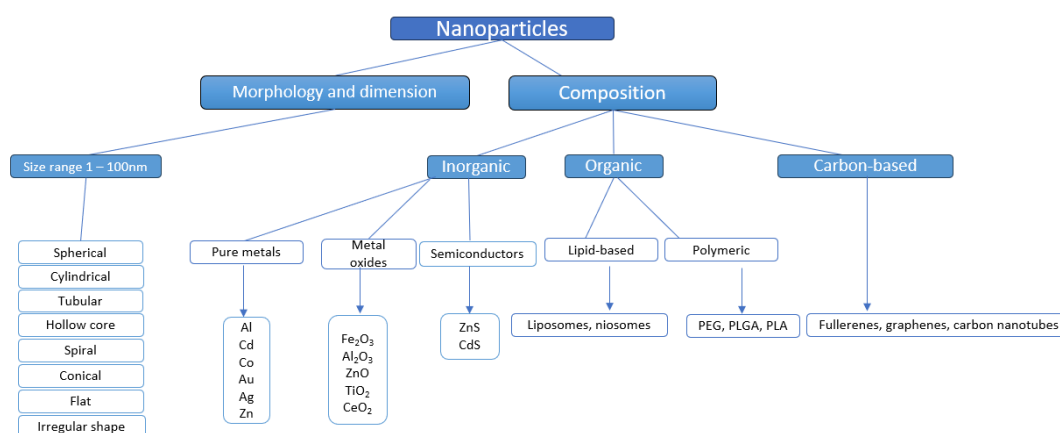 Nanoparticles
Morphology and dimension
Composition
Size range 1 – 100nm
Inorganic
Organic
Carbon-based
Spherical
Cylindrical
Tubular
Hollow core
Spiral
Conical
Flat
Irregular shape
Pure metals
Metal
oxides
Semiconductors
Lipid-based
Polymeric
Al
Cd
Co
Au
Ag
Zn
Fe₂O₃
Al₂O₃
ZnO
TiO₂
CeO₂
ZnS
CdS
Liposomes, niosomes
PEG, PLGA, PLA
Fullerenes, graphenes, carbon nanotubes